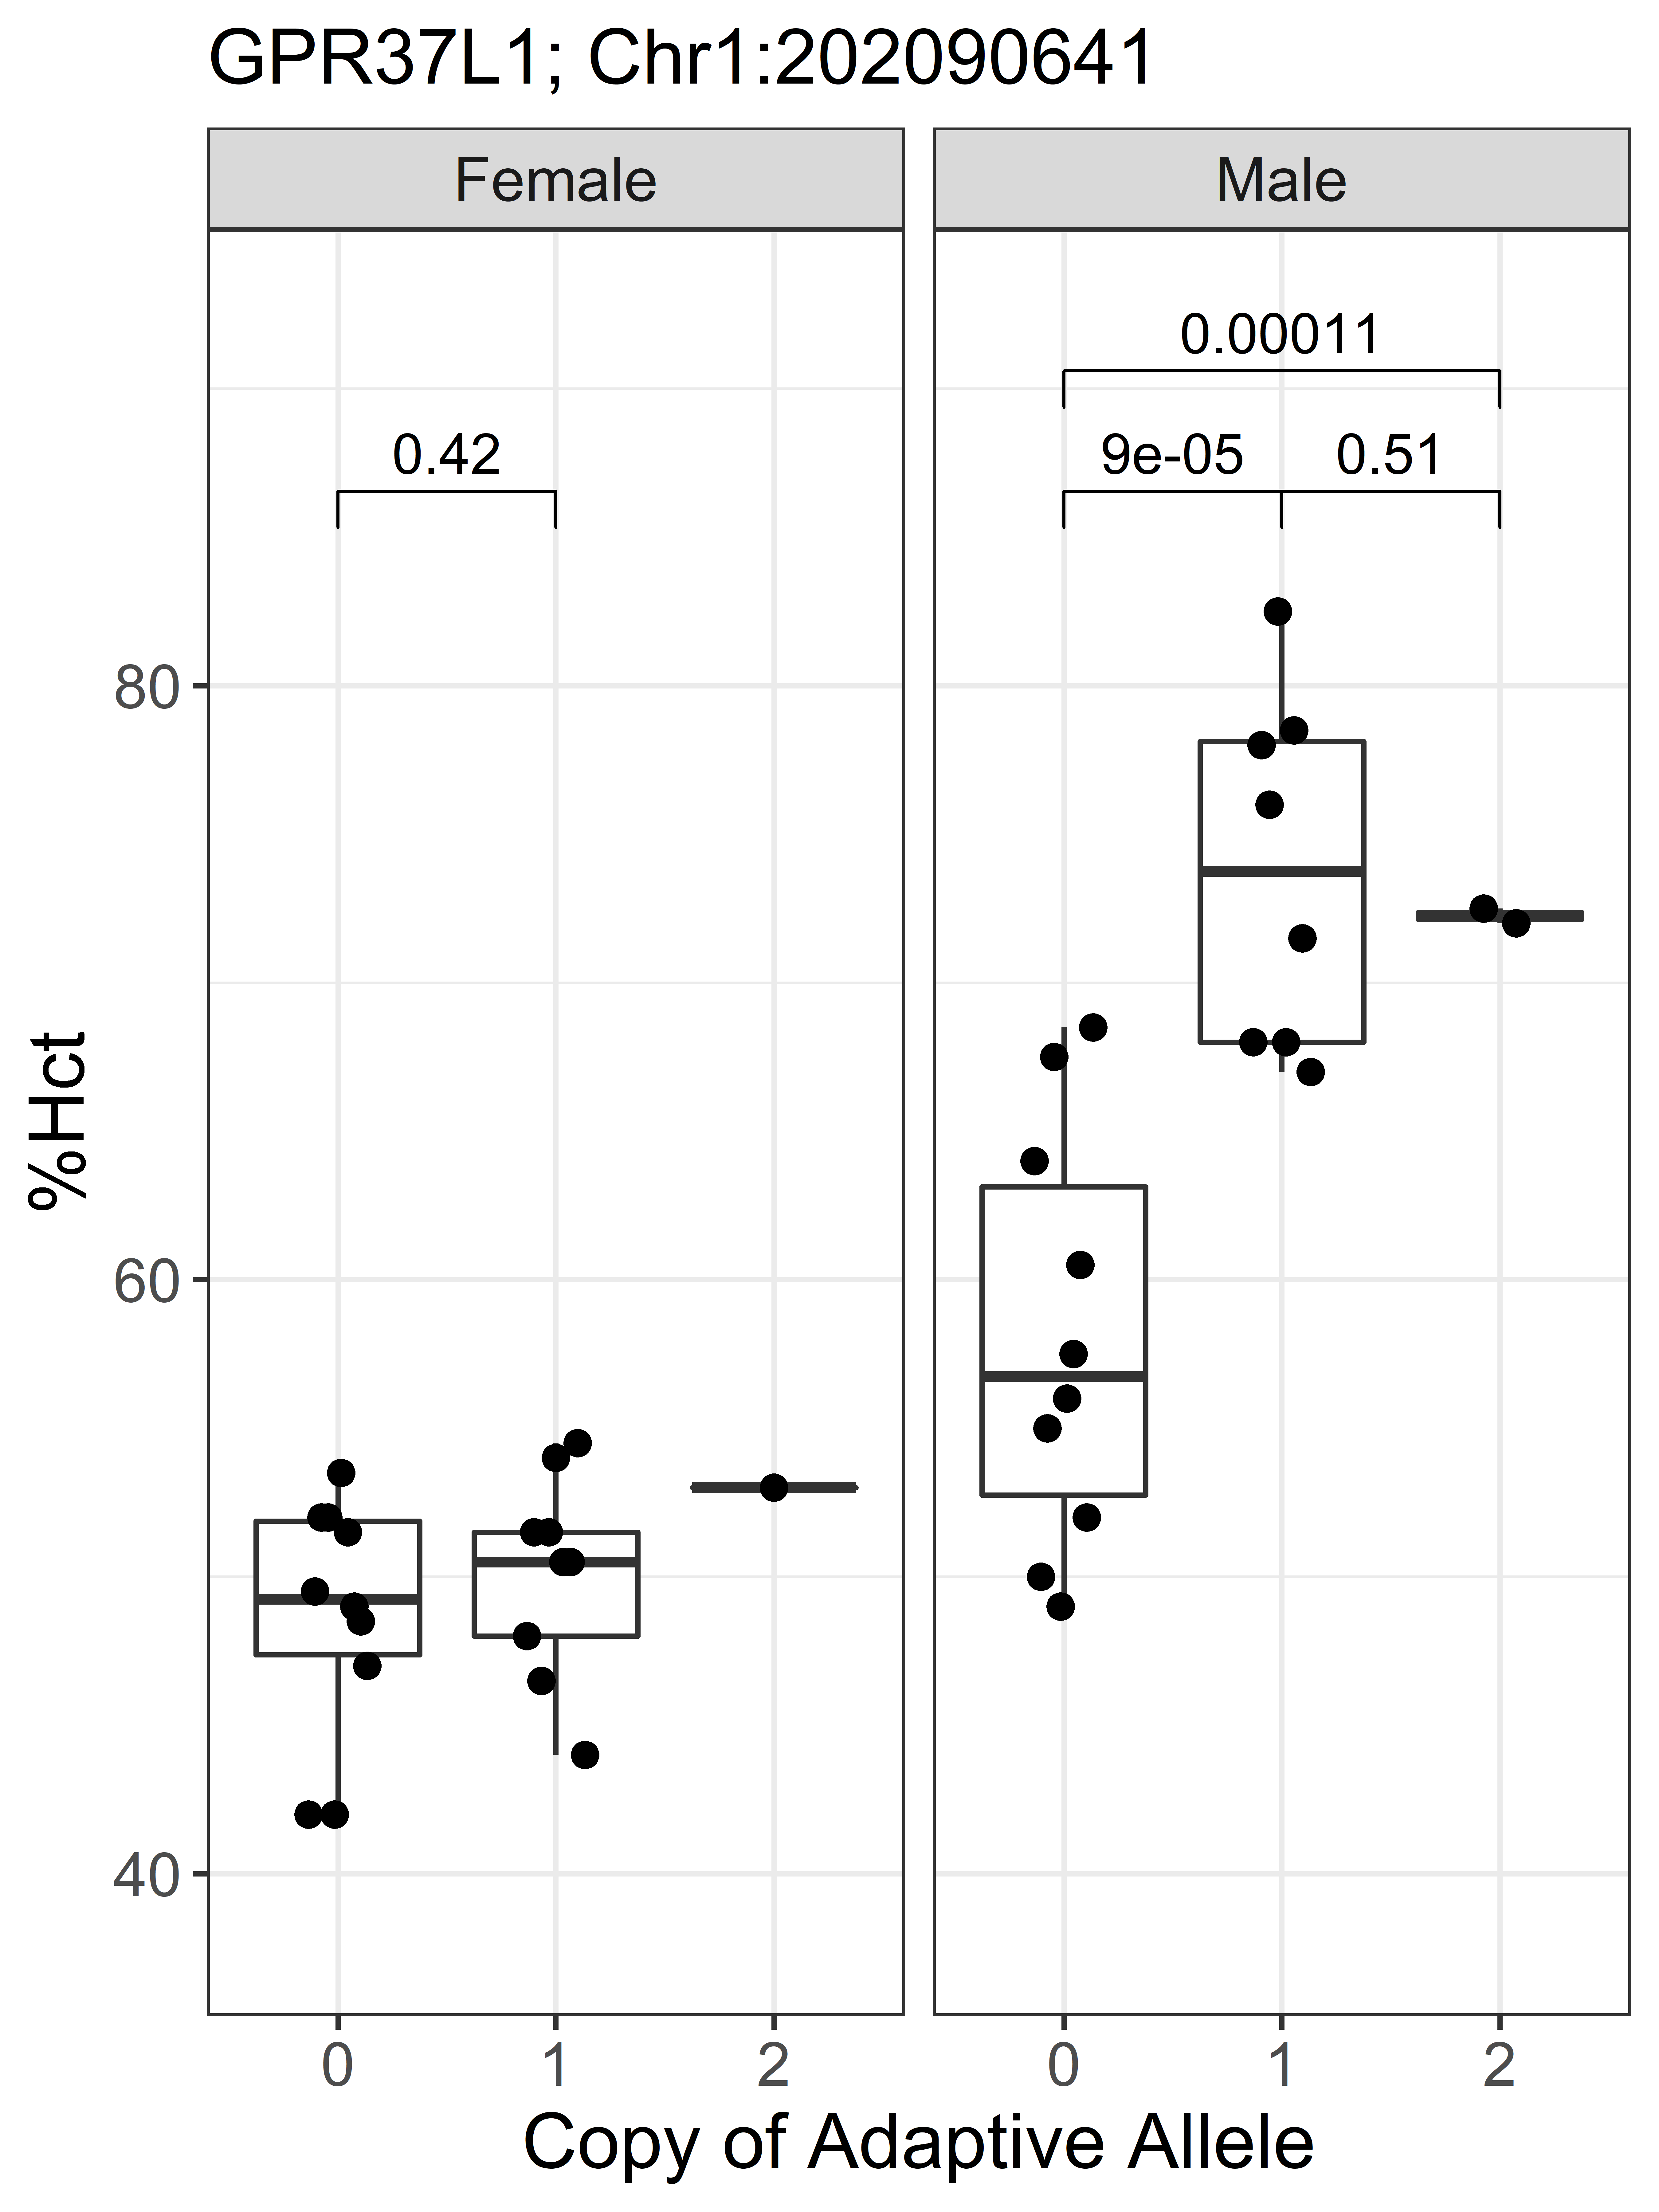 GPR37L1; Chr1:202090641
Female
Male
0.00011
0.42
9e-05
0.51
80
60
40
%Hct
0 1 2
0 1 2
Copy of Adaptive Allele